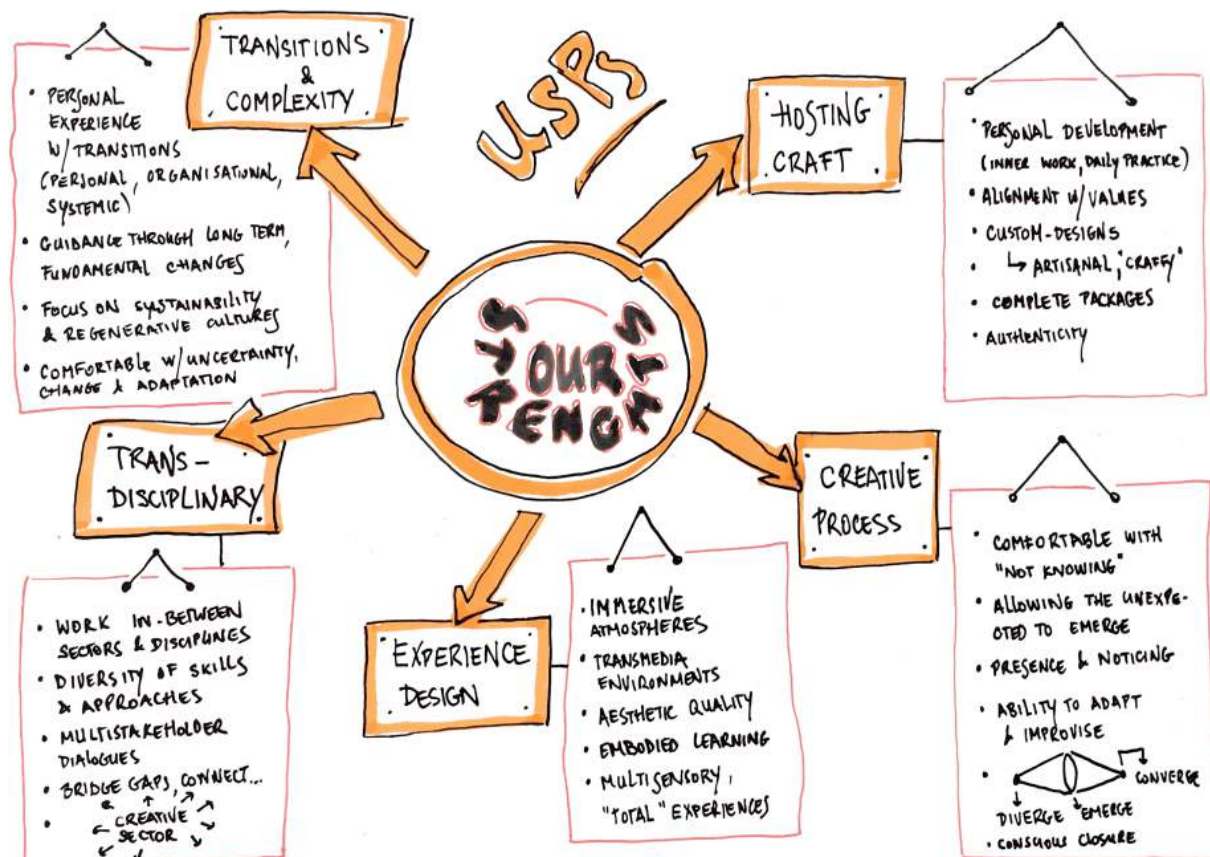 USPs
OUR
STRENGHTS
TRANSITIONS
&
COMPLEXITY
• PERSONAL
EXPERIENCE
W/TRANSITIONS
(PERSONAL, ORGANISATIONAL,
SYSTEMIC)
• GUIDANCE THROUGH LONG TERM,
FUNDAMENTAL CHANGES
• FOCUS ON SUSTAINABILITY
& REGENERATIVE CULTURES
• COMFORTABLE W/UNCERTAINTY,
CHANGE & ADAPTATION
HOSTING
CRAFT
• PERSONAL DEVELOPMENT
(INNER WORK, DAILY PRACTICE)
• ALIGNMENT W/VALUES
• CUSTOM-DESIGNS
• ↳ ARTISANAL, "CRAFTY"
• COMPLETE PACKAGES
• AUTHENTICITY
TRANS-
DISCIPLINARY
• WORK IN-BETWEEN
SECTORS & DISCIPLINES
• DIVERSITY OF SKILLS
& APPROACHES
• MULTISTAKEHOLDER
DIALOGUES
• BRIDGE GAPS, CONNECT...
• CREATIVE
SECTOR
EXPERIENCE
DESIGN
• IMMERSIVE
ATMOSPHERES
• TRANSMEDIA
ENVIRONMENTS
• AESTHETIC QUALITY
• EMBODIED LEARNING
• MULTISENSORY,
"TOTAL" EXPERIENCES
CREATIVE
PROCESS
• COMFORTABLE WITH
"NOT KNOWING"
• ALLOWING THE UNEXPE-
CTED TO EMERGE
• PRESENCE & NOTICING
• ABILITY TO ADAPT
& IMPROVISE
• CONVERGE
DIVERGE EMERGE
• CONSCIOUS CLOSURE